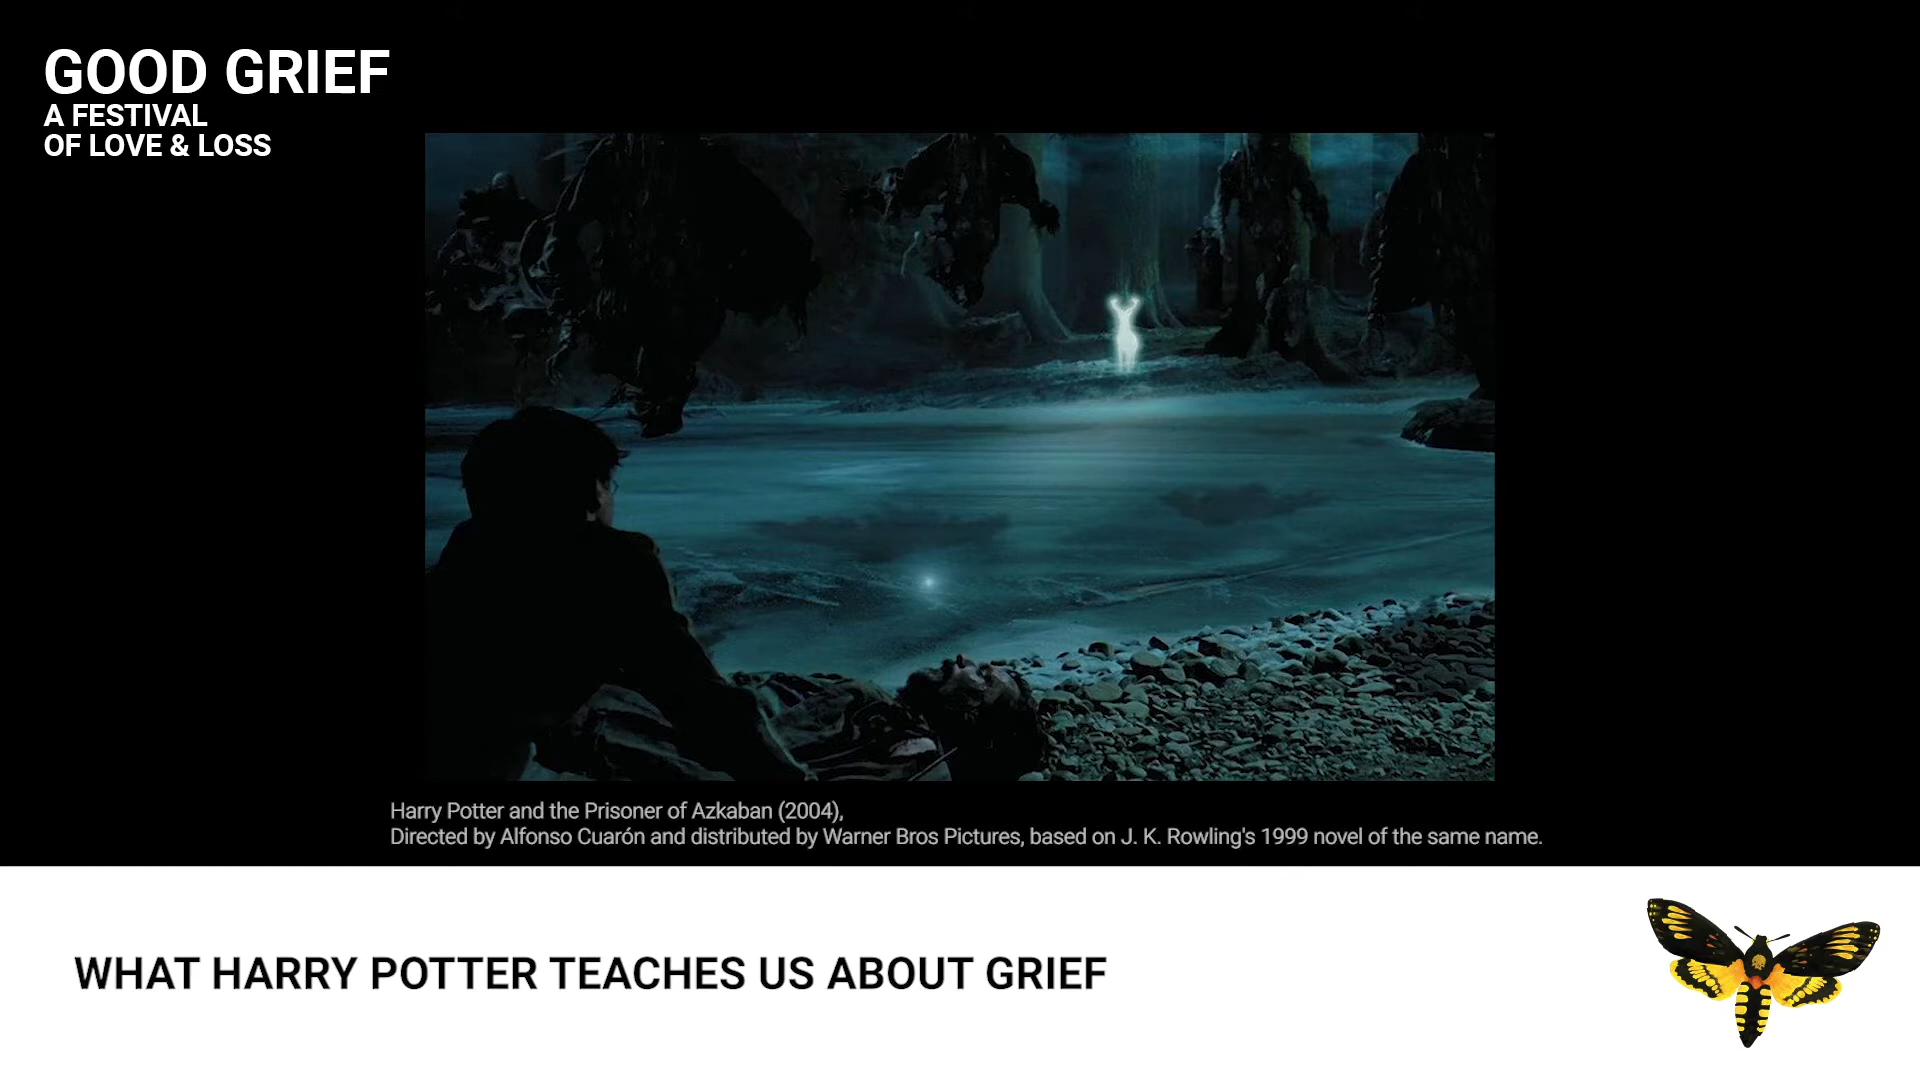 GOOD GRIEF
A FESTIVAL
OF LOVE & LOSS
Harry Potter and the Prisoner of Azkaban (2004),
Directed by Alfonso Cuarón and distributed by Warner Bros Pictures, based on J. K. Rowling's 1999 novel of the same name.
WHAT HARRY POTTER TEACHES US ABOUT GRIEF